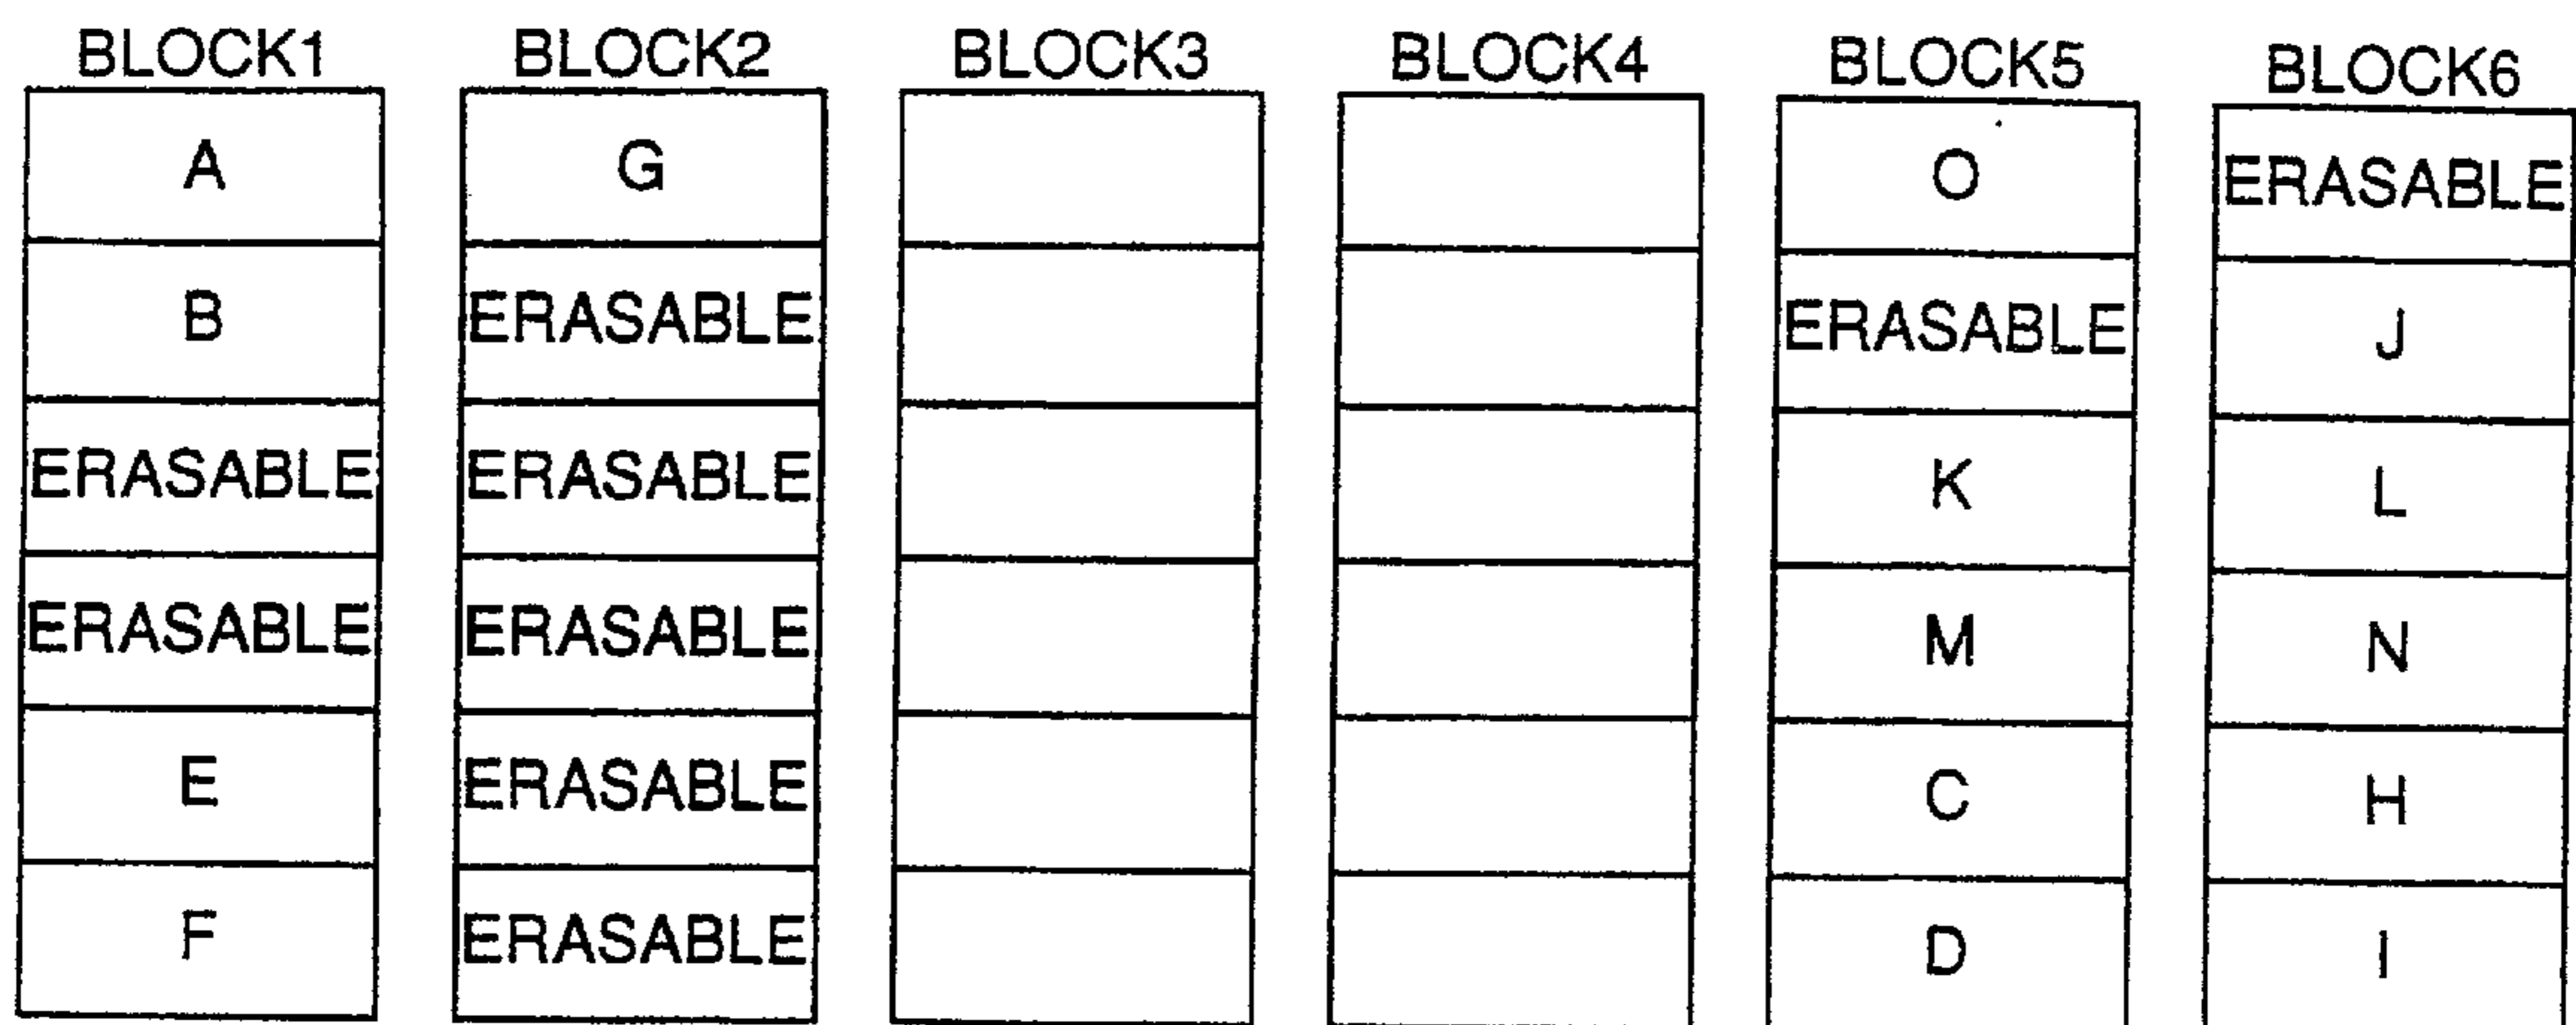 BLOCK1 BLOCK2 BLOCK3 BLOCK4 BLOCK5 BLOCK6
A G O ERASABLE
B ERASABLE ERASABLE J
ERASABLE ERASABLE K L
ERASABLE ERASABLE M N
E ERASABLE C H
F ERASABLE D I